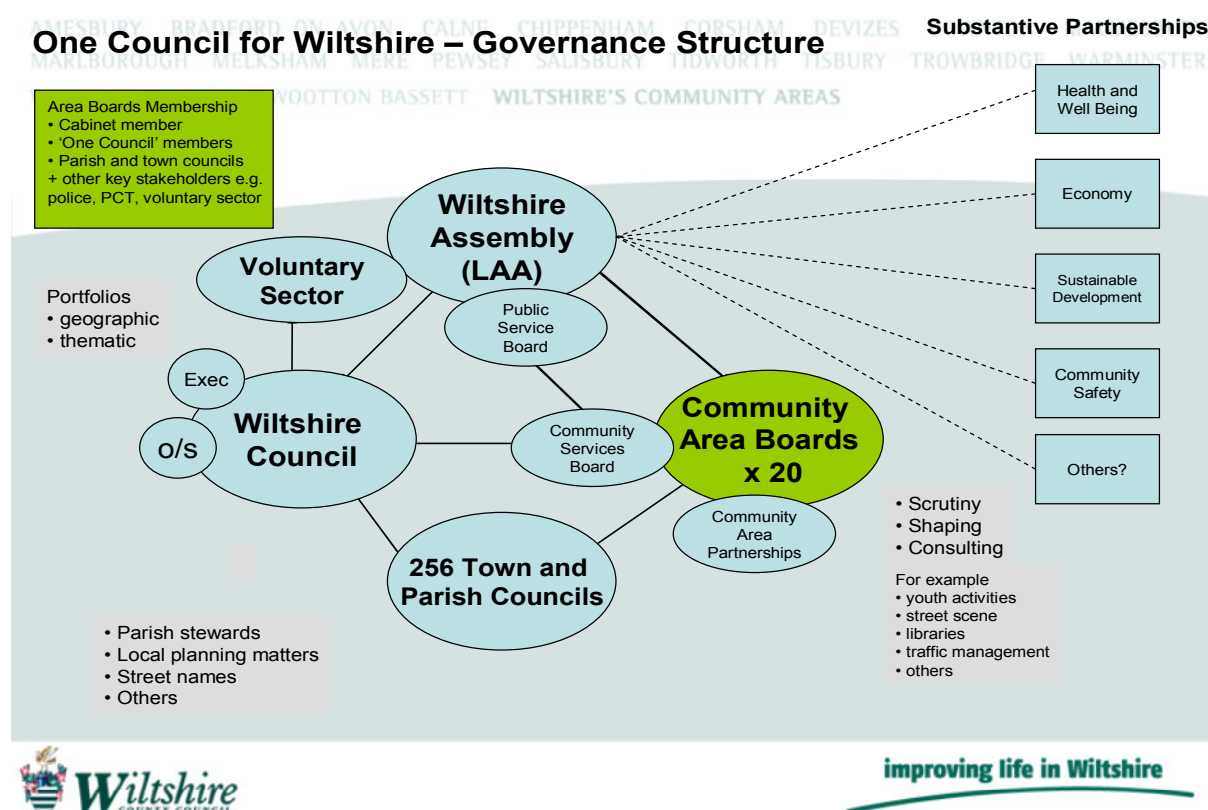 AMESBURY BRADFORD ON AVON CALNE CHIPPENHAM CORSHAM DEVIZES
One Council for Wiltshire – Governance Structure
Substantive Partnerships
MARLBOROUGH MELKSHAM MERE PEWSEY SALISBURY TIDWORTH TISBURY TROWBRIDGE WARMINSTER
WOOTTON BASSETT WILTSHIRE'S COMMUNITY AREAS
Area Boards Membership
• Cabinet member
• ‘One Council’ members
• Parish and town councils
+ other key stakeholders e.g.
police, PCT, voluntary sector
Health and
Well Being
Economy
Sustainable
Development
Community
Safety
Others?
Wiltshire
Assembly
(LAA)
Voluntary
Sector
Public
Service
Board
Portfolios
• geographic
• thematic
Exec
o/s
Wiltshire
Council
Community
Services
Board
Community
Area Boards
x 20
Community
Area
Partnerships
256 Town and
Parish Councils
• Scrutiny
• Shaping
• Consulting
For example
• youth activities
• street scene
• libraries
• traffic management
• others
• Parish stewards
• Local planning matters
• Street names
• Others
Wiltshire
COUNTY COUNCIL
improving life in Wiltshire